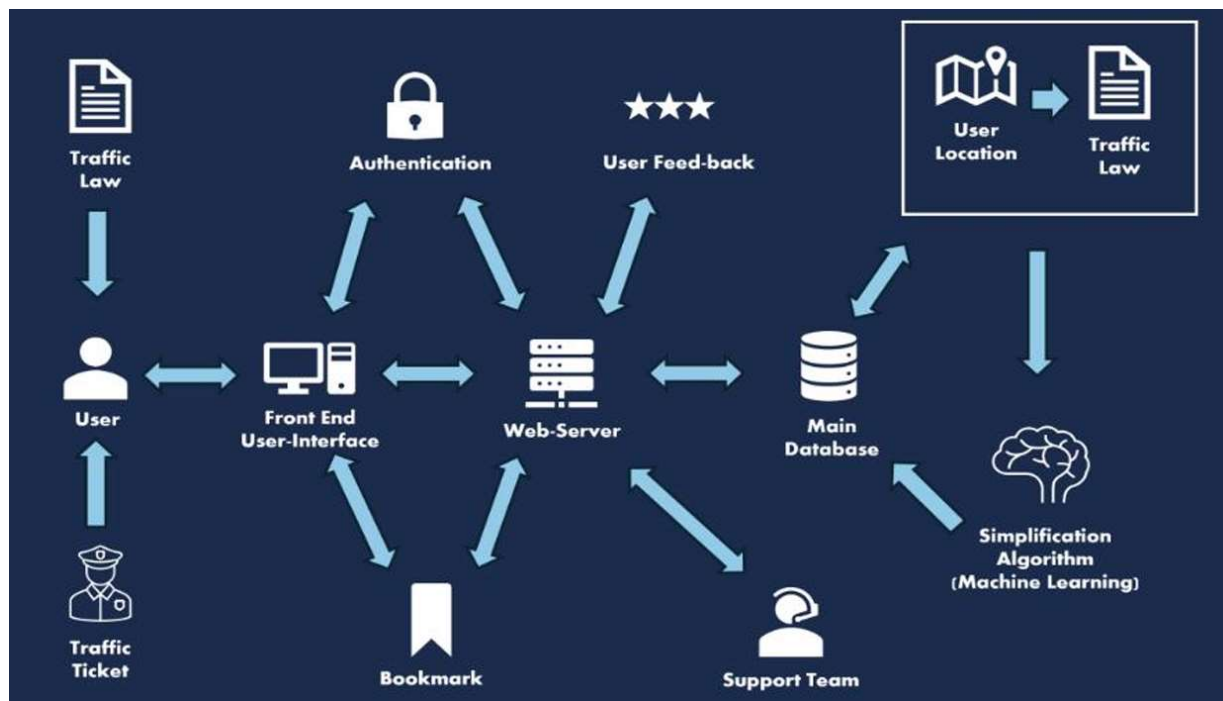 Traffic
Law
Authentication
User Feed-back
User
Location
Traffic
Law
User
Front End
User-Interface
Web-Server
Main
Database
Simplification
Algorithm
(Machine Learning)
Traffic
Ticket
Bookmark
Support Team